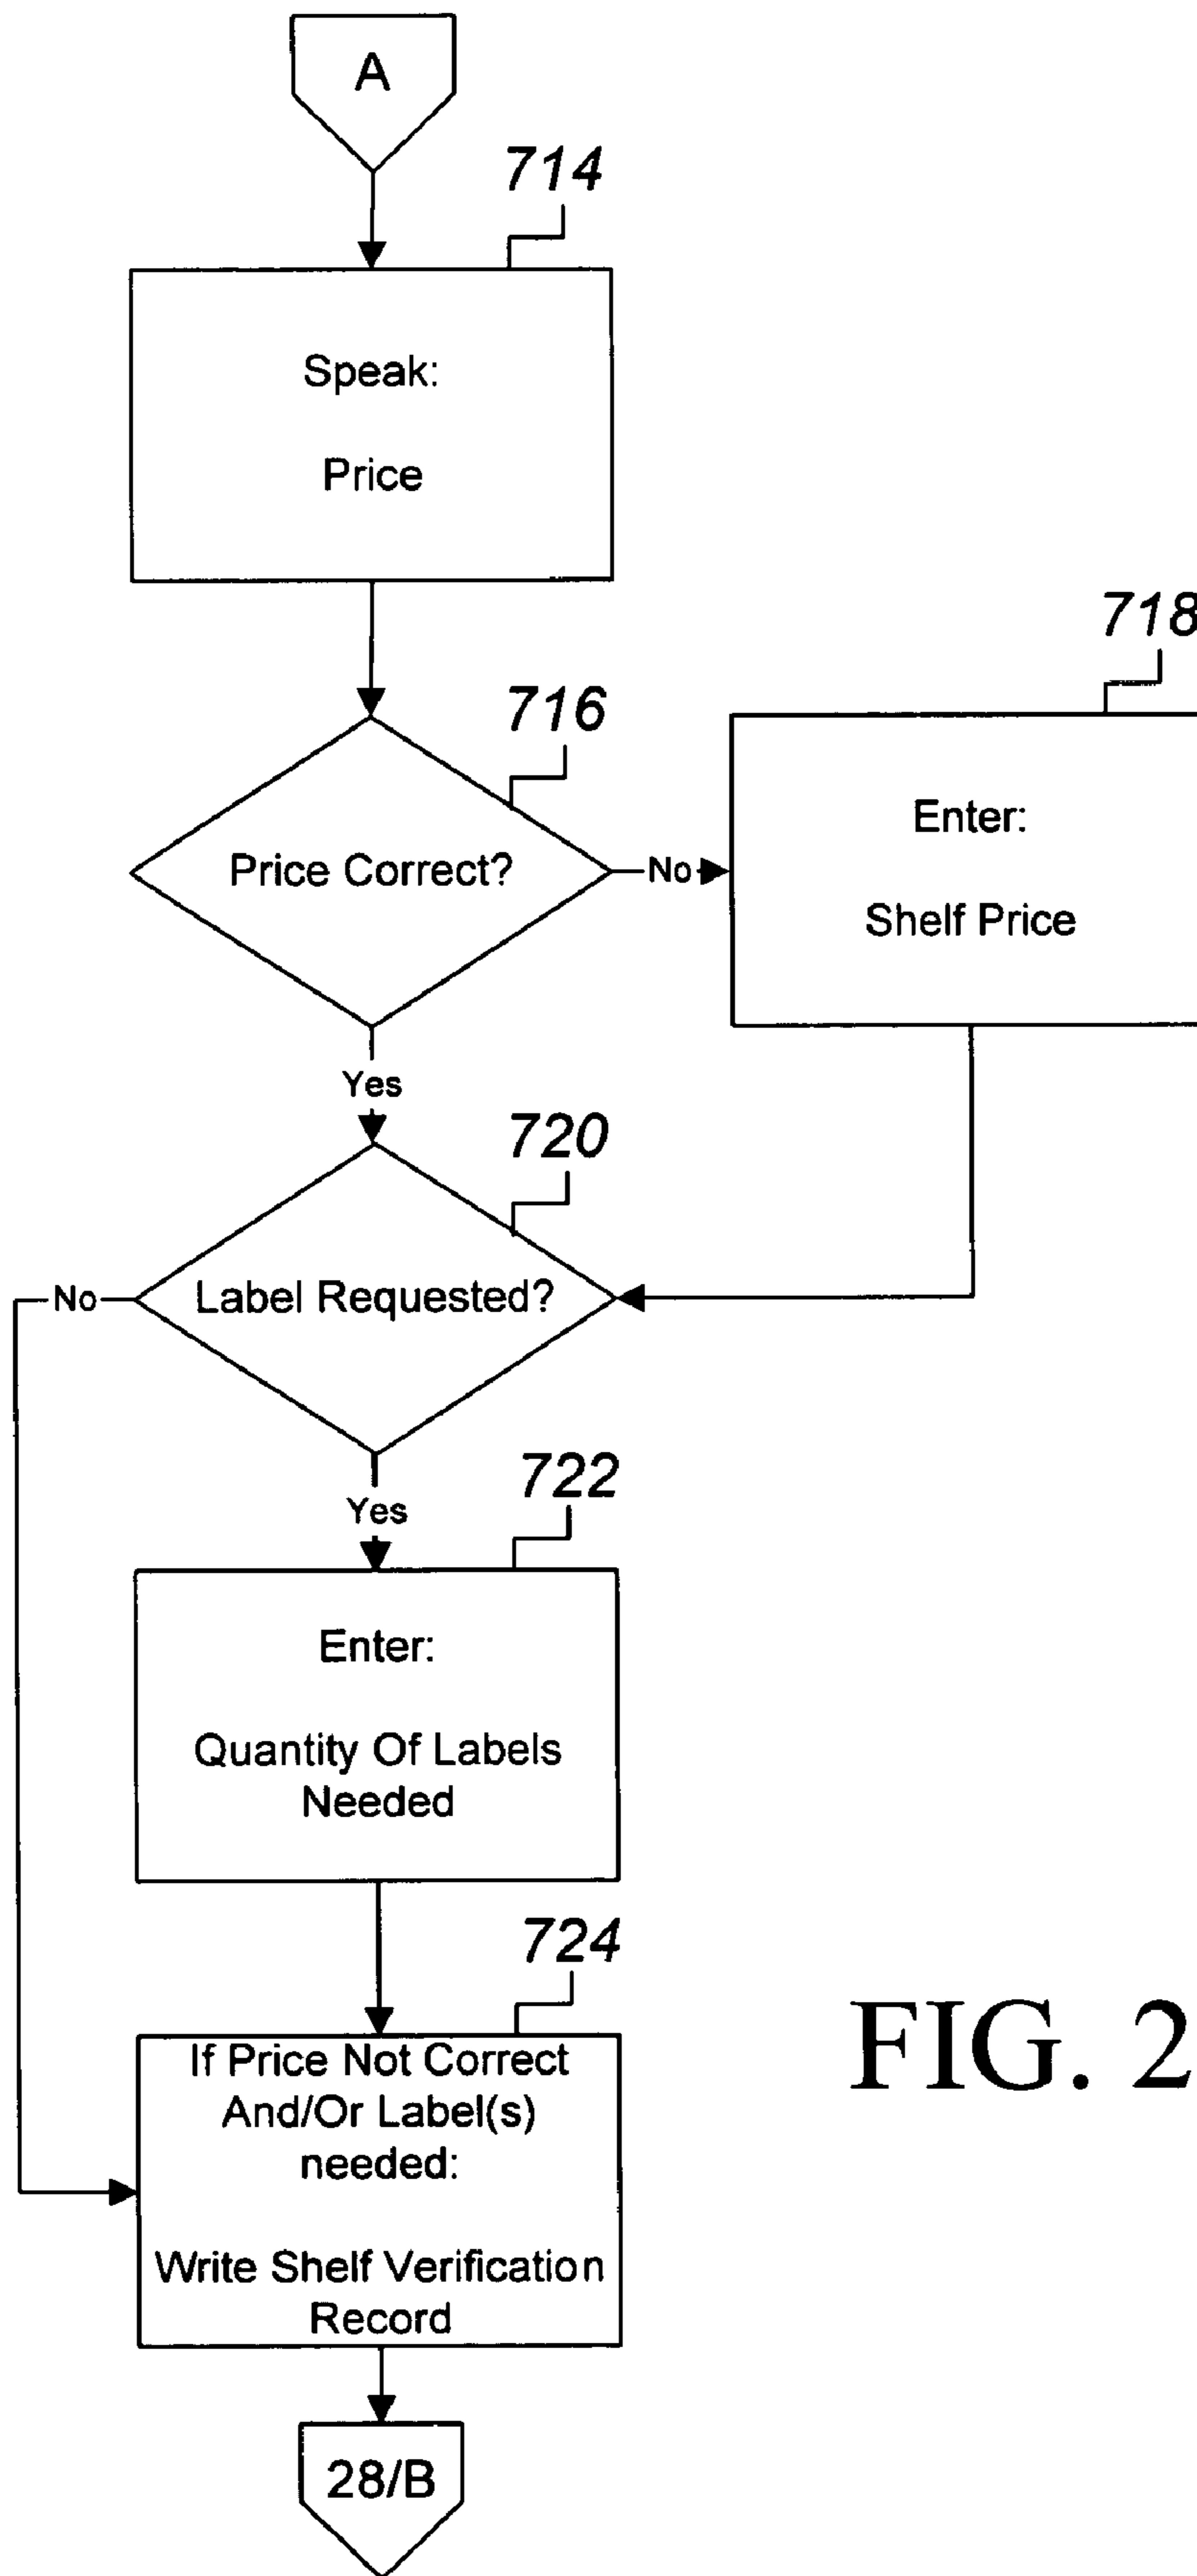 A
714
Speak:
Price
718
716
Enter:
Price Correct?
No
Shelf Price
Yes
720
No
Label Requested?
722
Yes
Enter:
Quantity Of Labels
Needed
724
If Price Not Correct
And/Or Label(s)
needed:
Write Shelf Verification
Record
FIG. 2
28/B